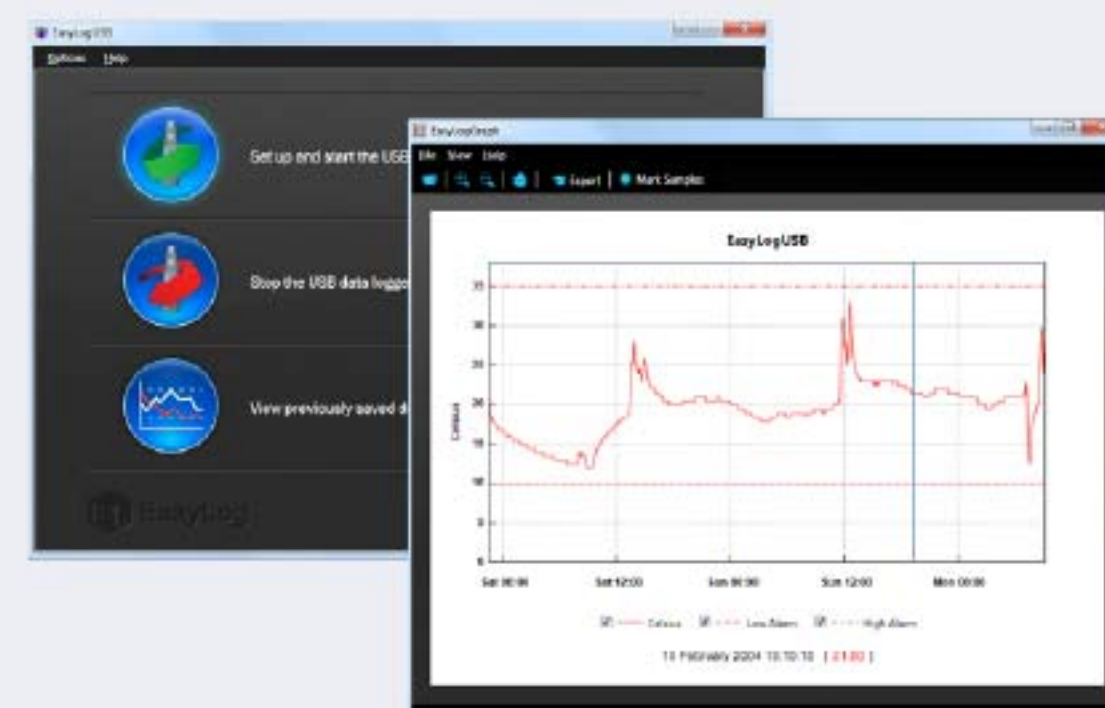 EasyLog USB
Options Help
Set up and start the USB
Stop the USB data logge
View previously saved d
EasyLog
EasyLogGraph
File View Help
Export Mark Samples
EasyLogUSB
35
30
25
20
15
10
5
0
Celsius
Sat 00:00 Sat 12:00 Sun 00:00 Sun 12:00 Mon 00:00
Celsius Low Alarm High Alarm
February 2004